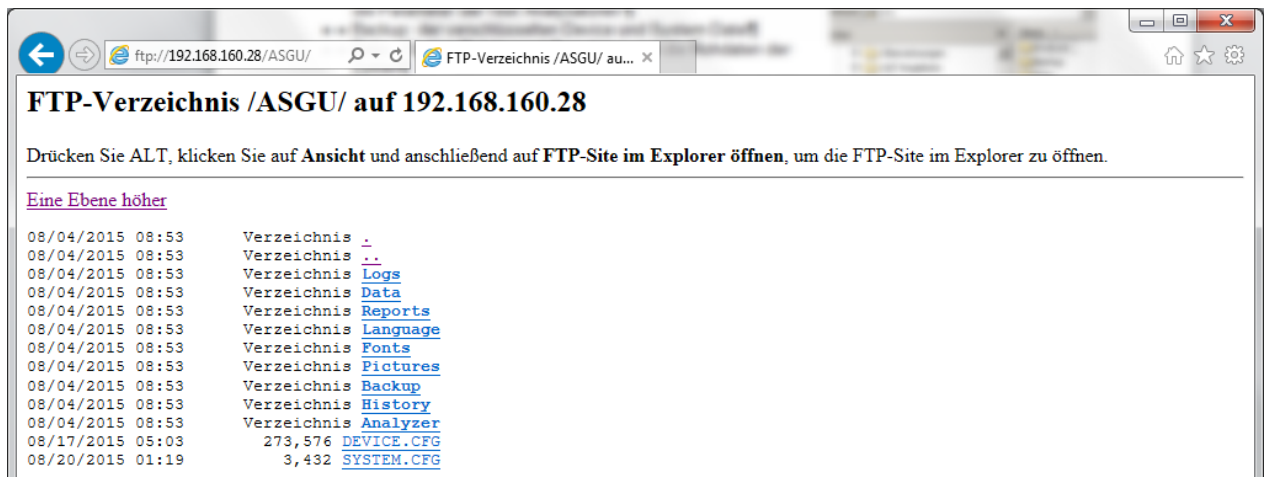 ftp://192.168.160.28/ASGU/
FTP-Verzeichnis /ASGU/ au...
FTP-Verzeichnis /ASGU/ auf 192.168.160.28
Drücken Sie ALT, klicken Sie auf Ansicht und anschließend auf FTP-Site im Explorer öffnen, um die FTP-Site im Explorer zu öffnen.
Eine Ebene höher
08/04/2015 08:53 Verzeichnis .
08/04/2015 08:53 Verzeichnis ..
08/04/2015 08:53 Verzeichnis Logs
08/04/2015 08:53 Verzeichnis Data
08/04/2015 08:53 Verzeichnis Reports
08/04/2015 08:53 Verzeichnis Language
08/04/2015 08:53 Verzeichnis Fonts
08/04/2015 08:53 Verzeichnis Pictures
08/04/2015 08:53 Verzeichnis Backup
08/04/2015 08:53 Verzeichnis History
08/04/2015 08:53 Verzeichnis Analyzer
08/17/2015 05:03 273,576 DEVICE.CFG
08/20/2015 01:19 3,432 SYSTEM.CFG